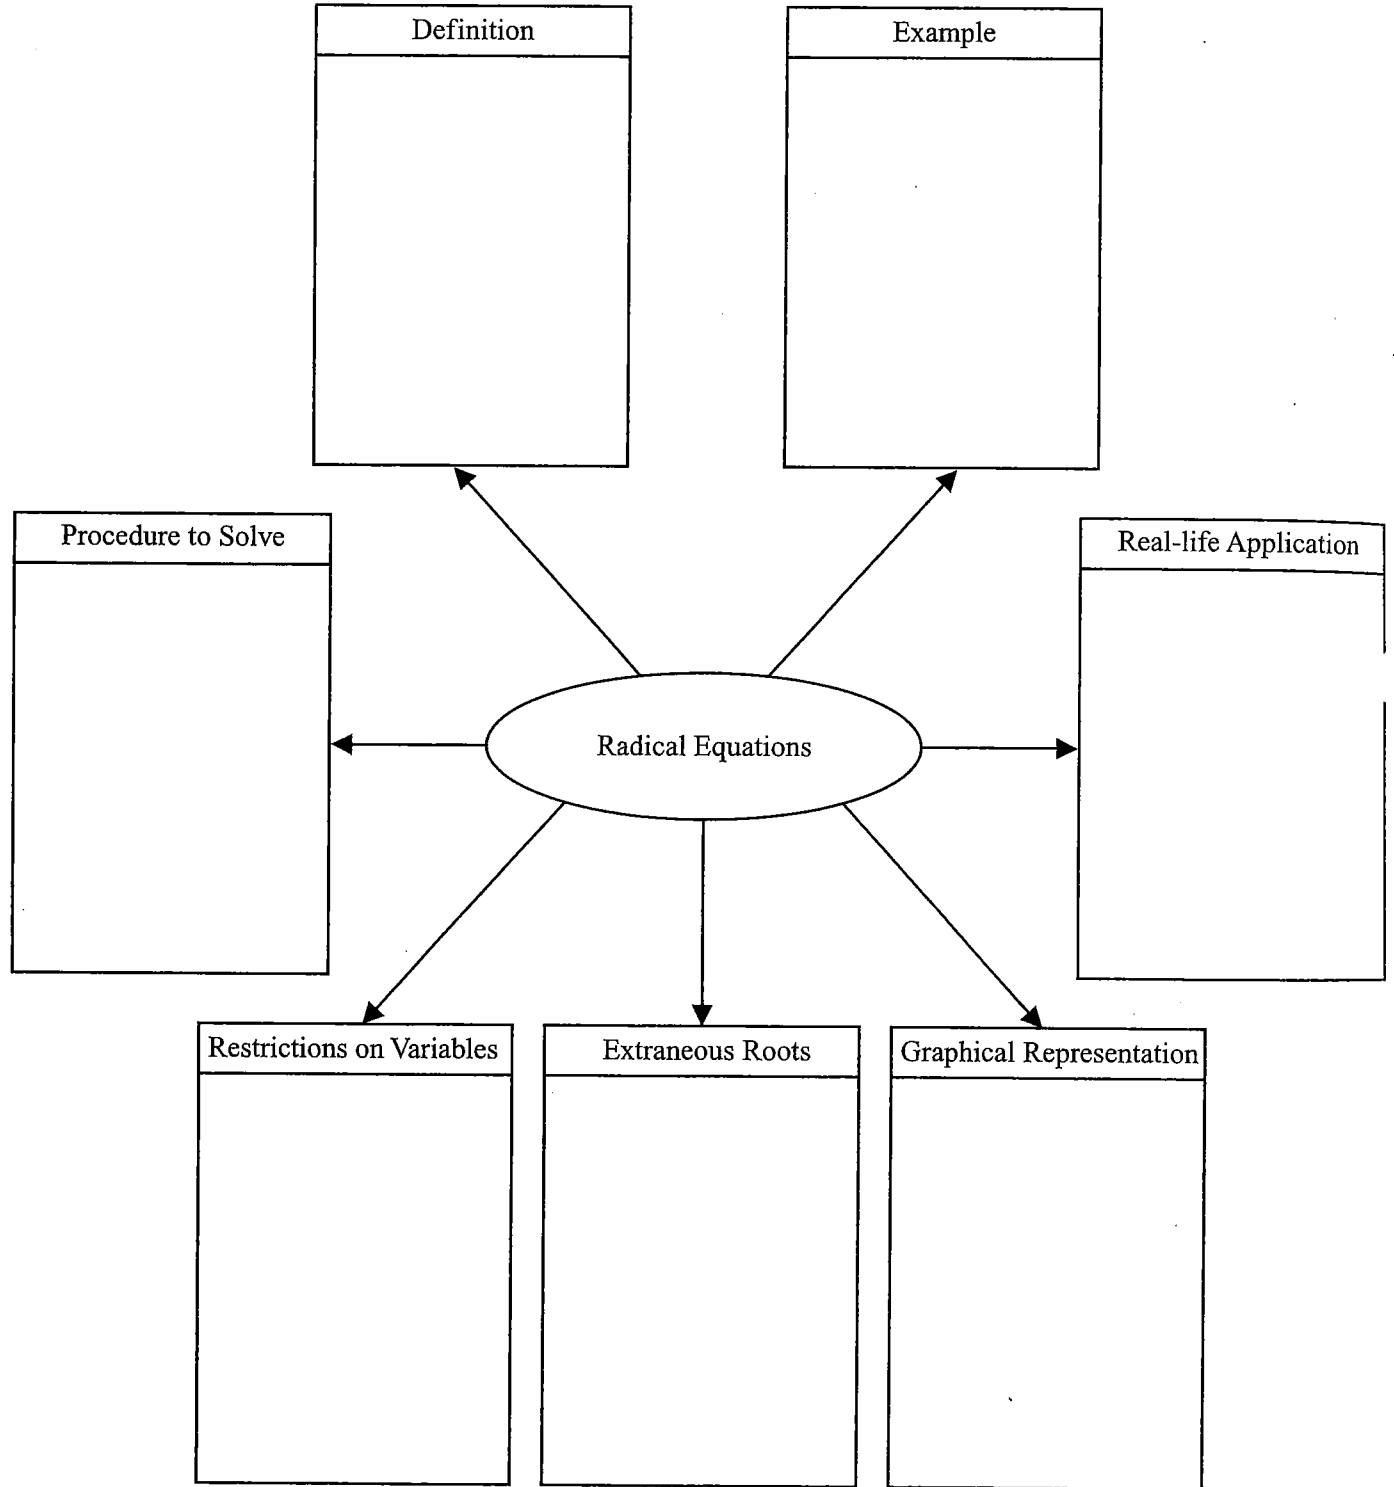 Definition
Example
Procedure to Solve
Real-life Application
Radical Equations
Restrictions on Variables
Extraneous Roots
Graphical Representation